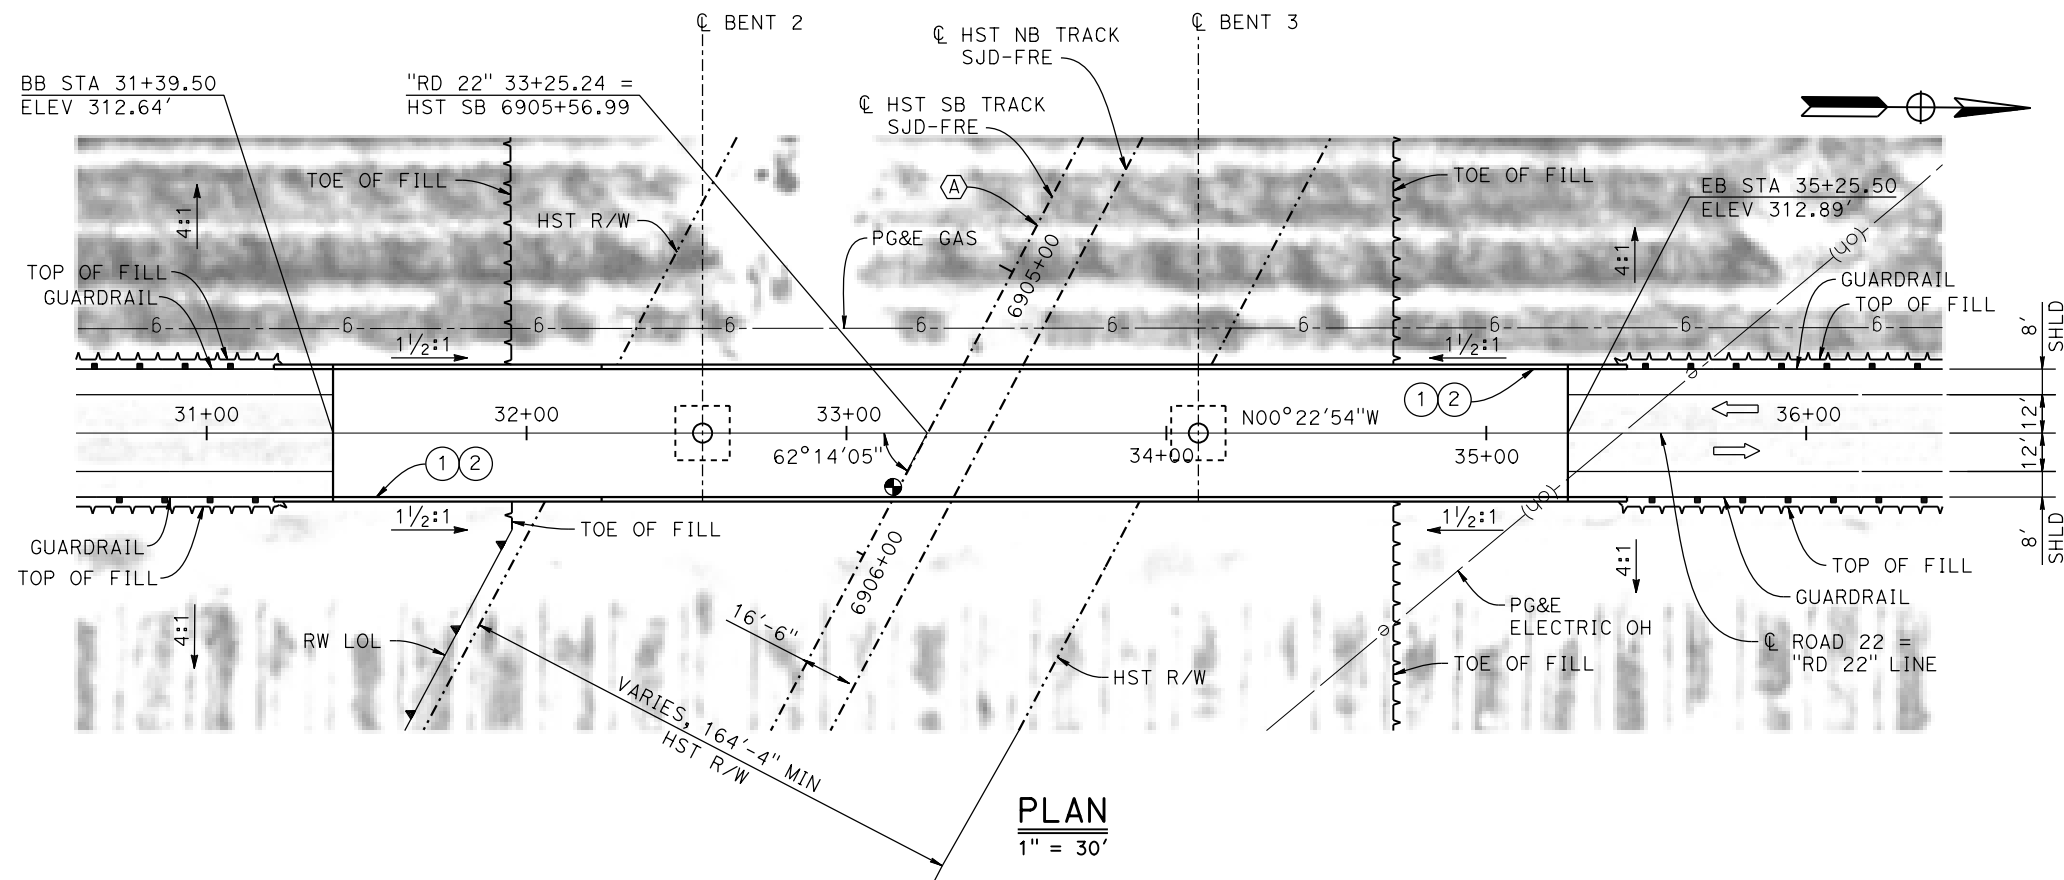 ℄ BENT 2
℄ BENT 3
℄ HST NB TRACK
SJD-FRE
BB STA 31+39.50
ELEV 312.64'
"RD 22" 33+25.24 =
HST SB 6905+56.99
℄ HST SB TRACK
SJD-FRE
TOE OF FILL
A
TOE OF FILL
EB STA 35+25.50
ELEV 312.89'
4:1
HST R/W
PG&E GAS
6905+00
4:1
(oh)
TOP OF FILL
GUARDRAIL
GUARDRAIL
TOP OF FILL
G G G G G G G G G G
1½:1
1½:1
e
8'
SHLD
31+00
32+00
33+00
N00°22'54"W
1 2
36+00
12'
1 2
62°14'05"
34+00
35+00
12'
1½:1
TOE OF FILL
1½:1
(oh)
8'
SHLD
GUARDRAIL
TOP OF FILL
6906+00
4:1
TOP OF FILL
GUARDRAIL
4:1
RW LOL
16'-6"
e
PG&E
ELECTRIC OH
℄ ROAD 22 =
"RD 22" LINE
TOE OF FILL
HST R/W
VARIES, 164'-4" MIN
HST R/W
PLAN
1" = 30'